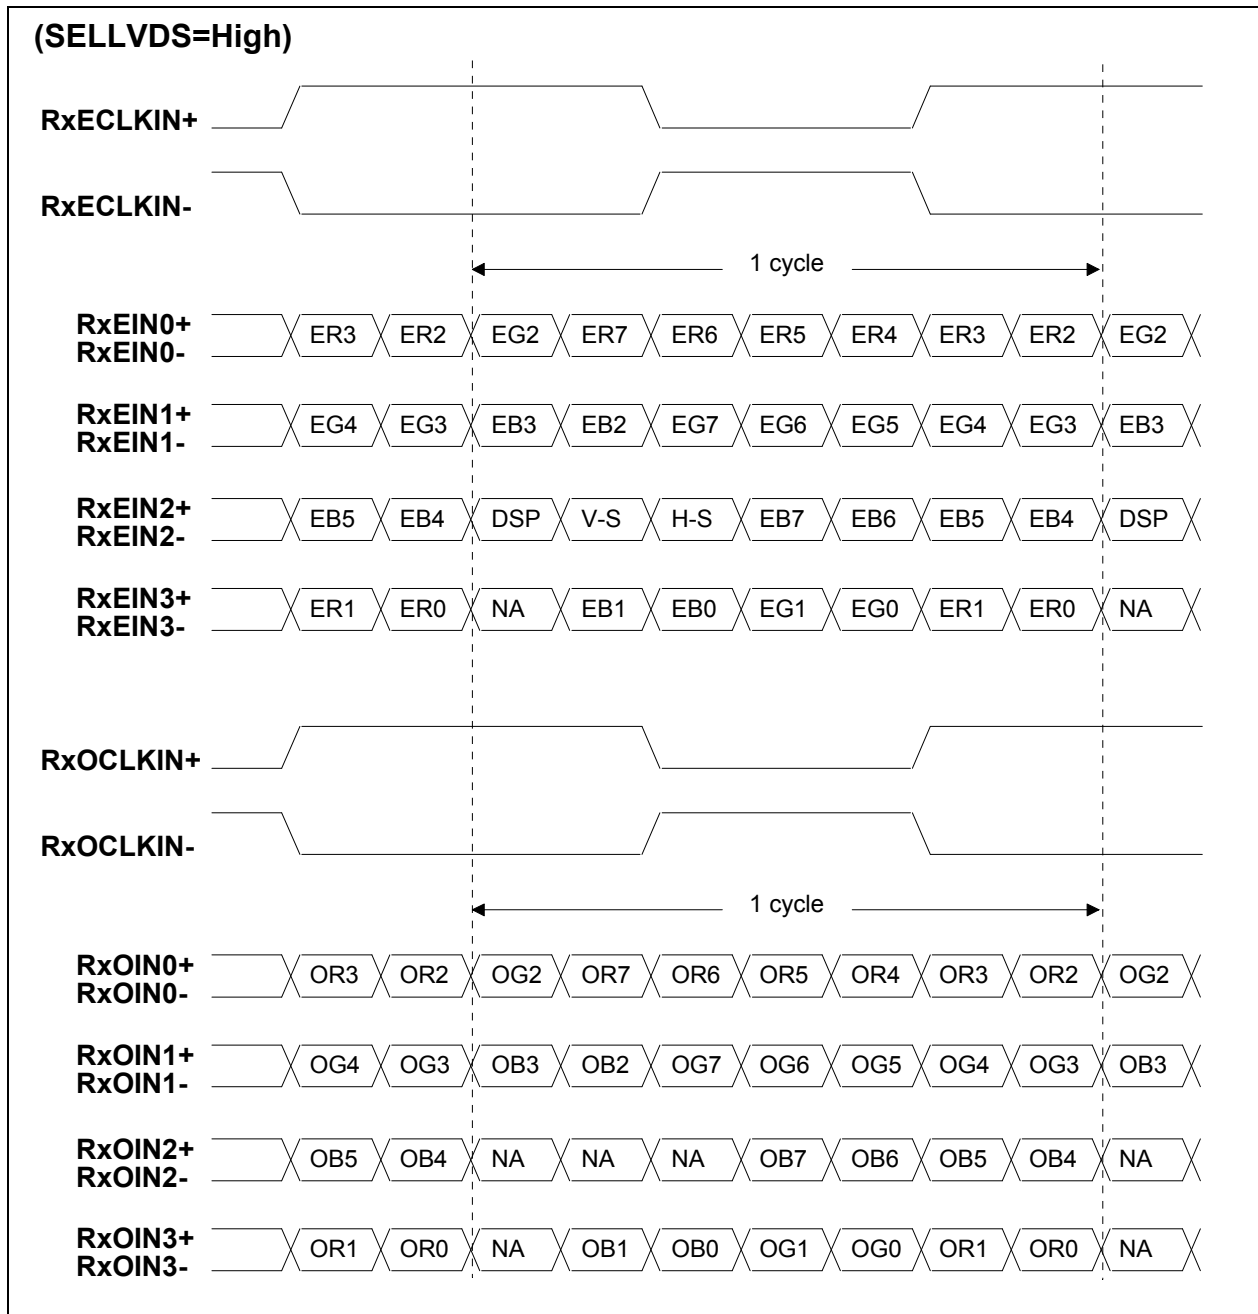 (SELLVDS=High)
RxECLKIN+
RxECLKIN-
1 cycle
RxEIN0+
RxEIN0-
ER3 ER2 EG2 ER7 ER6 ER5 ER4 ER3 ER2 EG2
RxEIN1+
RxEIN1-
EG4 EG3 EB3 EB2 EG7 EG6 EG5 EG4 EG3 EB3
RxEIN2+
RxEIN2-
EB5 EB4 DSP V-S H-S EB7 EB6 EB5 EB4 DSP
RxEIN3+
RxEIN3-
ER1 ER0 NA EB1 EB0 EG1 EG0 ER1 ER0 NA
RxOCLKIN+
RxOCLKIN-
1 cycle
RxOIN0+
RxOIN0-
OR3 OR2 OG2 OR7 OR6 OR5 OR4 OR3 OR2 OG2
RxOIN1+
RxOIN1-
OG4 OG3 OB3 OB2 OG7 OG6 OG5 OG4 OG3 OB3
RxOIN2+
RxOIN2-
OB5 OB4 NA NA NA OB7 OB6 OB5 OB4 NA
RxOIN3+
RxOIN3-
OR1 OR0 NA OB1 OB0 OG1 OG0 OR1 OR0 NA